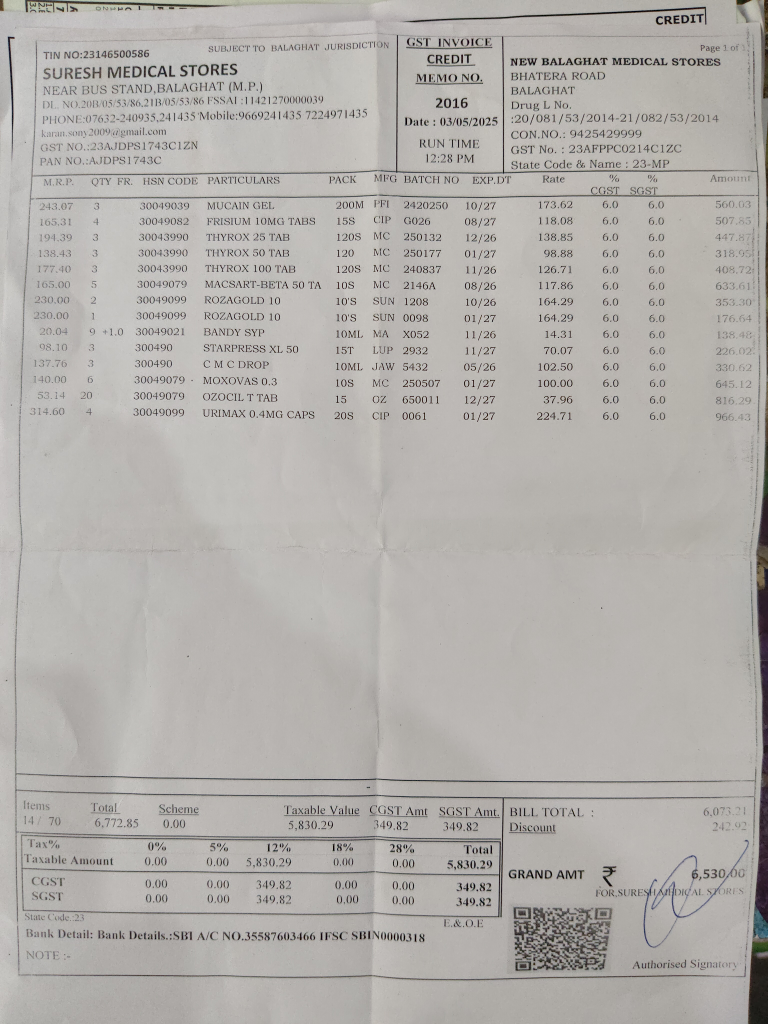 CREDIT
TIN NO:23146500586
SUBJECT TO BALAGHAT JURISDICTION
SURESH MEDICAL STORES
NEAR BUS STAND,BALAGHAT (M.P.)
DL. NO.20B/05/53/86,21B/05/53/86 FSSAI :11421270000039
PHONE:07632-240935,241435 Mobile:9669241435 7224971435
karan.sony2009@gmail.com
GST NO.:23AJDPS1743C1ZN
PAN NO.:AJDPS1743C
GST INVOICE
CREDIT
MEMO NO.
2016
Date : 03/05/2025
RUN TIME
12:28 PM
Page 1 of
NEW BALAGHAT MEDICAL STORES
BHATERA ROAD
BALAGHAT
Drug L No.
:20/081/53/2014-21/082/53/2014
CON.NO.: 9425429999
GST No. : 23AFPPC0214C1ZC
State Code & Name : 23-MP
M.R.P. QTY FR. HSN CODE PARTICULARS PACK MFG BATCH NO EXP.DT Rate % CGST % SGST Amount
243.07 3 30049039 MUCAIN GEL 200M PFI 2420250 10/27 173.62 6.0 6.0 560.03
165.31 4 30049082 FRISIUM 10MG TABS 15S CIP G026 08/27 118.08 6.0 6.0 507.85
194.39 3 30043990 THYROX 25 TAB 120S MC 250132 12/26 138.85 6.0 6.0 447.87
138.43 3 30043990 THYROX 50 TAB 120 MC 250177 01/27 98.88 6.0 6.0 318.95
177.40 3 30043990 THYROX 100 TAB 120S MC 240837 11/26 126.71 6.0 6.0 408.72
165.00 5 30049079 MACSART-BETA 50 TA 10S MC 2146A 08/26 117.86 6.0 6.0 633.61
230.00 2 30049099 ROZAGOLD 10 10'S SUN 1208 10/26 164.29 6.0 6.0 353.30
230.00 1 30049099 ROZAGOLD 10 10'S SUN 0098 01/27 164.29 6.0 6.0 176.64
20.04 9 +1.0 30049021 BANDY SYP 10ML MA X052 11/26 14.31 6.0 6.0 138.48
98.10 3 300490 STARPRESS XL 50 15T LUP 2932 11/27 70.07 6.0 6.0 226.02
137.76 3 300490 C M C DROP 10ML JAW 5432 05/26 102.50 6.0 6.0 330.62
140.00 6 30049079 MOXOVAS 0.3 10S MC 250507 01/27 100.00 6.0 6.0 645.12
53.14 20 30049079 OZOCIL T TAB 15 OZ 650011 12/27 37.96 6.0 6.0 816.29
314.60 4 30049099 URIMAX 0.4MG CAPS 20S CIP 0061 01/27 224.71 6.0 6.0 966.43
Items Total Scheme Taxable Value CGST Amt SGST Amt.
14 / 70 6,772.85 0.00 5,830.29 349.82 349.82
Tax% 0% 5% 12% 18% 28% Total
Taxable Amount 0.00 0.00 5,830.29 0.00 0.00 5,830.29
CGST 0.00 0.00 349.82 0.00 0.00 349.82
SGST 0.00 0.00 349.82 0.00 0.00 349.82
State Code:23
E.&.O.E
Bank Detail: Bank Details.:SBI A/C NO.35587603466 IFSC SBIN0000318
NOTE :-
BILL TOTAL : 6,073.21
Discount 242.92
GRAND AMT ₹ 6,530.00
FOR,SURESH MEDICAL STORES
Authorised Signatory